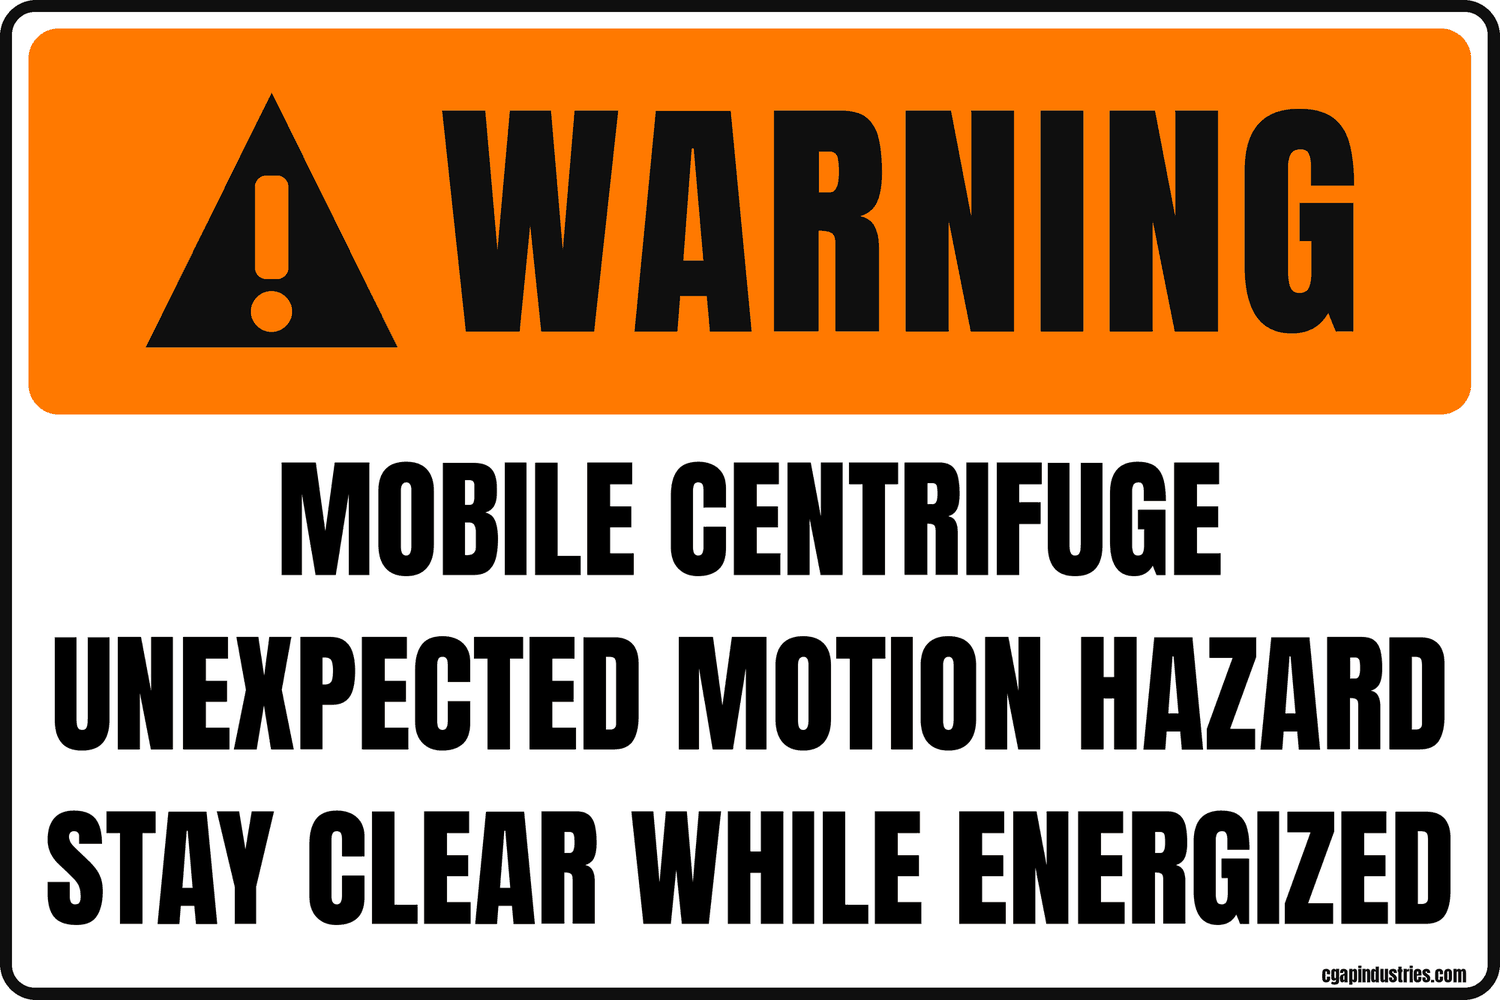 WARNING
MOBILE CENTRIFUGE
UNEXPECTED MOTION HAZARD
STAY CLEAR WHILE ENERGIZED
cgapindustries.com